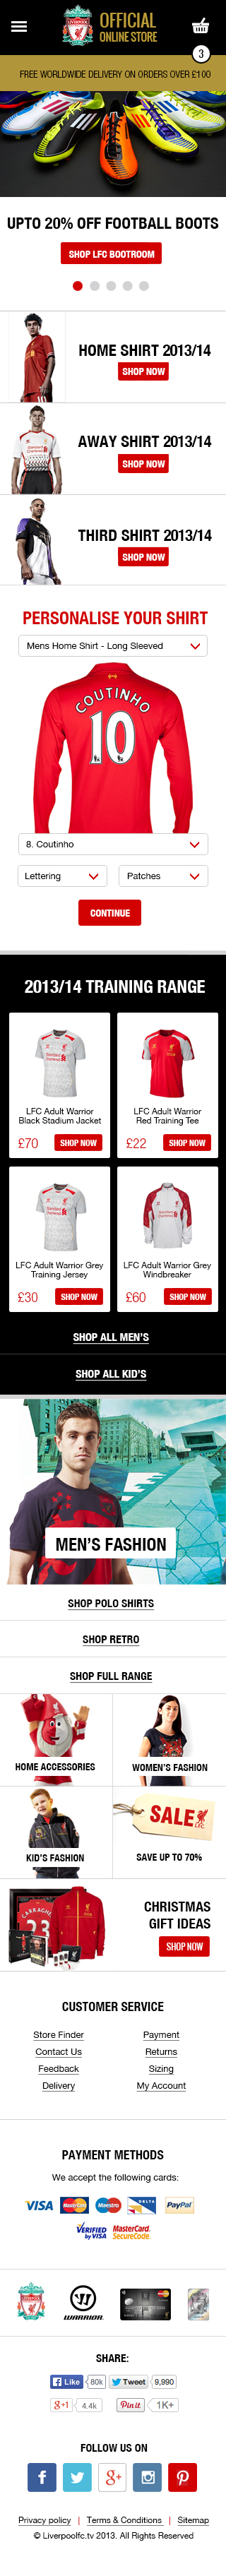 OFFICIAL
ONLINE STORE
3
FREE WORLDWIDE DELIVERY ON ORDERS OVER £100
UPTO 20% OFF FOOTBALL BOOTS
SHOP LFC BOOTROOM
HOME SHIRT 2013/14
SHOP NOW
AWAY SHIRT 2013/14
SHOP NOW
THIRD SHIRT 2013/14
SHOP NOW
PERSONALISE YOUR SHIRT
Mens Home Shirt - Long Sleeved
COUTINHO
10
8. Coutinho
Lettering
Patches
CONTINUE
2013/14 TRAINING RANGE
LFC Adult Warrior
Black Stadium Jacket
£70 SHOP NOW
LFC Adult Warrior
Red Training Tee
£22 SHOP NOW
LFC Adult Warrior Grey
Training Jersey
£30 SHOP NOW
LFC Adult Warrior Grey
Windbreaker
£60 SHOP NOW
SHOP ALL MEN'S
SHOP ALL KID'S
MEN'S FASHION
SHOP POLO SHIRTS
SHOP RETRO
SHOP FULL RANGE
HOME ACCESSORIES
WOMEN'S FASHION
KID'S FASHION
SALE
SAVE UP TO 70%
CARRAGHER
23
CHRISTMAS
GIFT IDEAS
SHOP NOW
CUSTOMER SERVICE
Store Finder
Payment
Contact Us
Returns
Feedback
Sizing
Delivery
My Account
PAYMENT METHODS
We accept the following cards:
VISA MasterCard Maestro DELTA PayPal
VERIFIED by VISA MasterCard. SecureCode.
WARRIOR
SHARE:
Like 80k Tweet 9,990
g+1 4.4k Pin it 1K+
FOLLOW US ON
Privacy policy | Terms & Conditions | Sitemap
© Liverpoolfc.tv 2013. All Rights Reserved